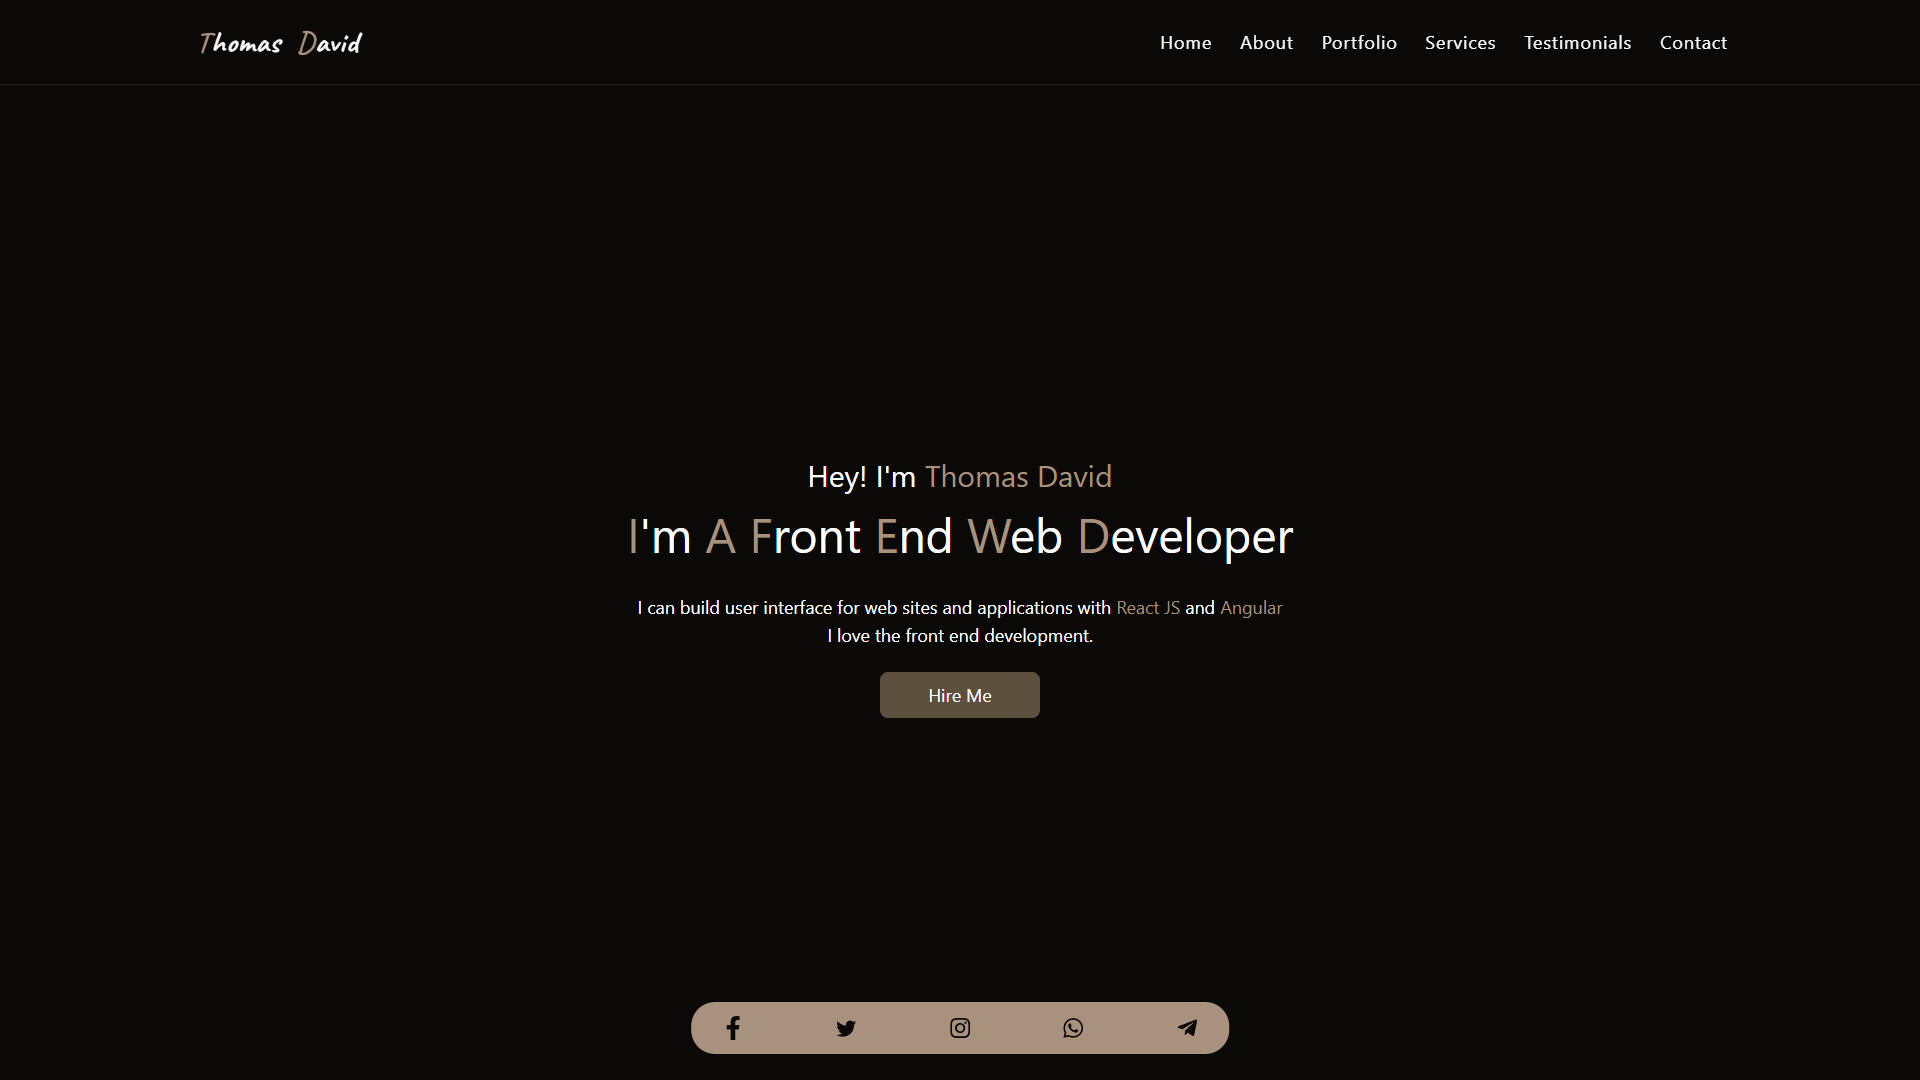 Thomas David
Home About Portfolio Services Testimonials Contact
Hey! I'm Thomas David
I'm A Front End Web Developer
I can build user interface for web sites and applications with React JS and Angular
I love the front end development.
Hire Me